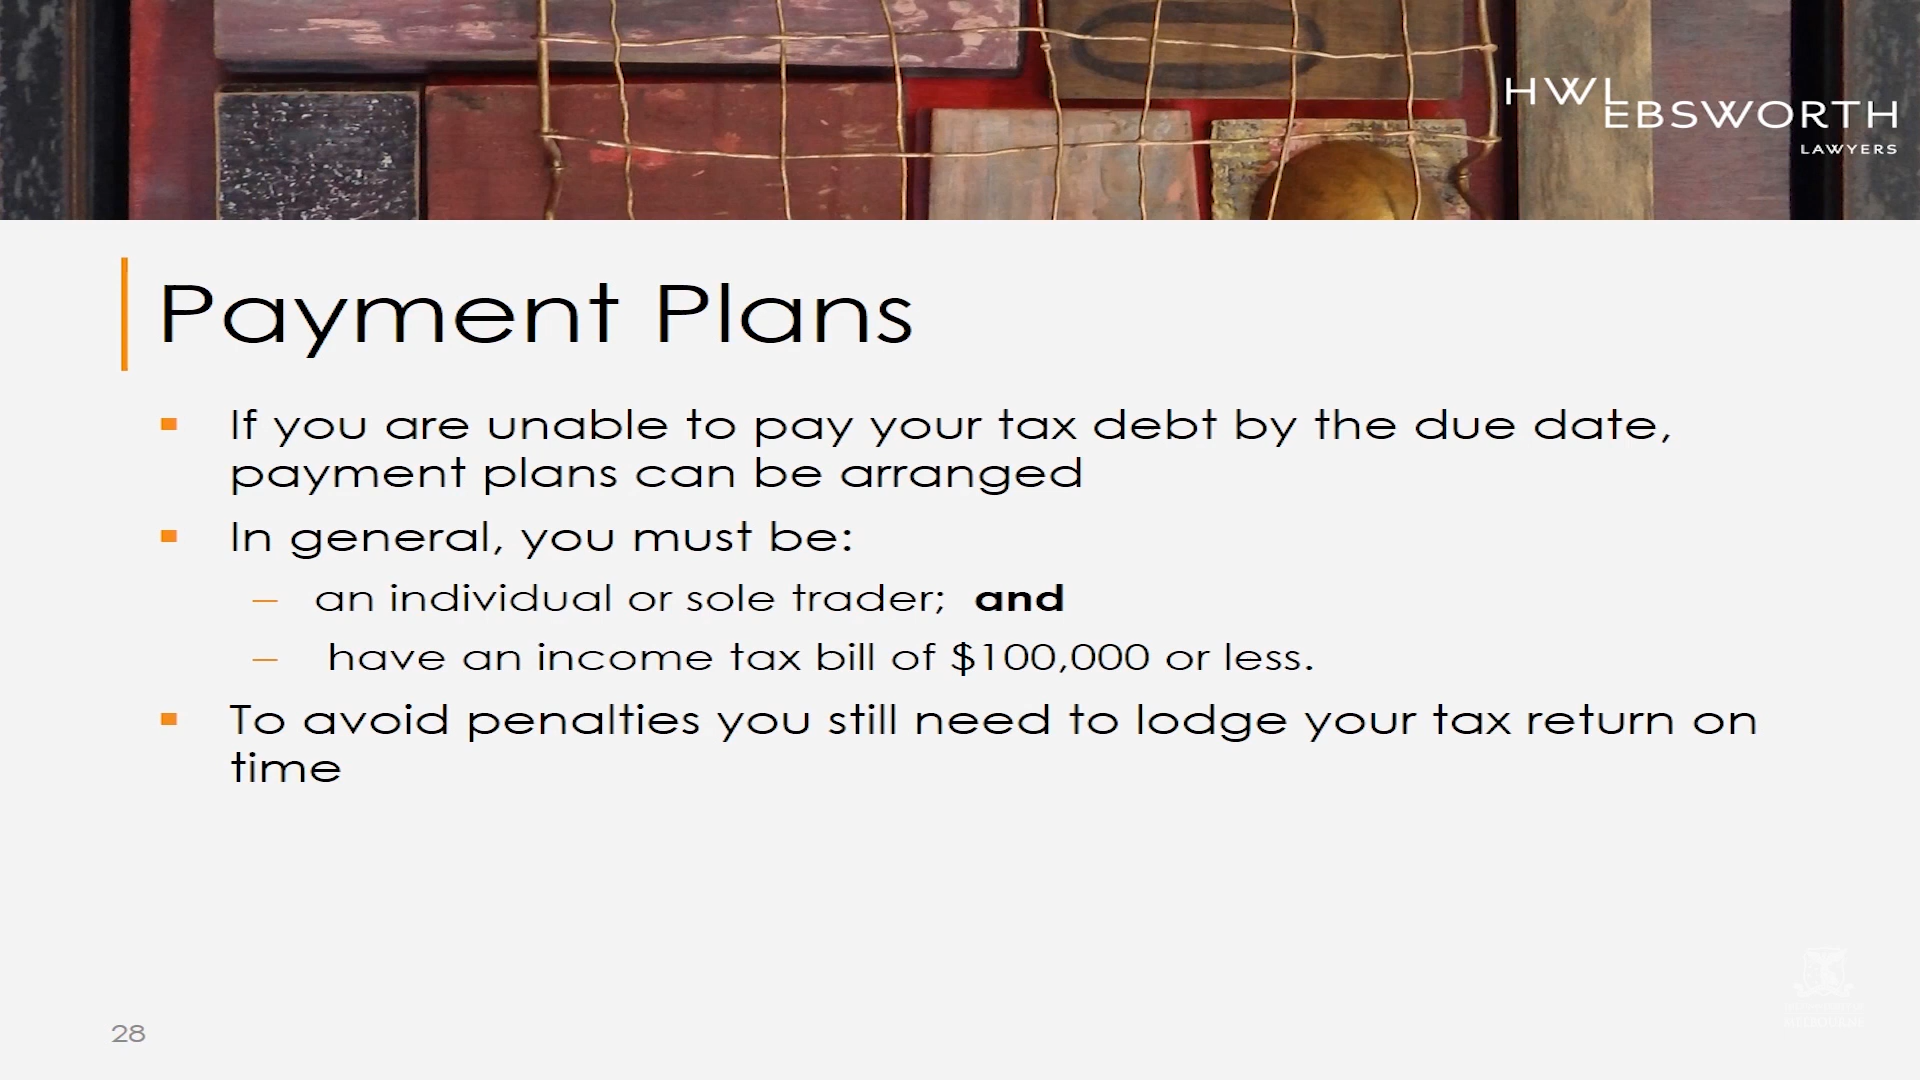 HWL
EBSWORTH
LAWYERS
Payment Plans
If you are unable to pay your tax debt by the due date,
payment plans can be arranged
In general, you must be:
– an individual or sole trader; and
– have an income tax bill of $100,000 or less.
To avoid penalties you still need to lodge your tax return on
time
28
MELBOURNE